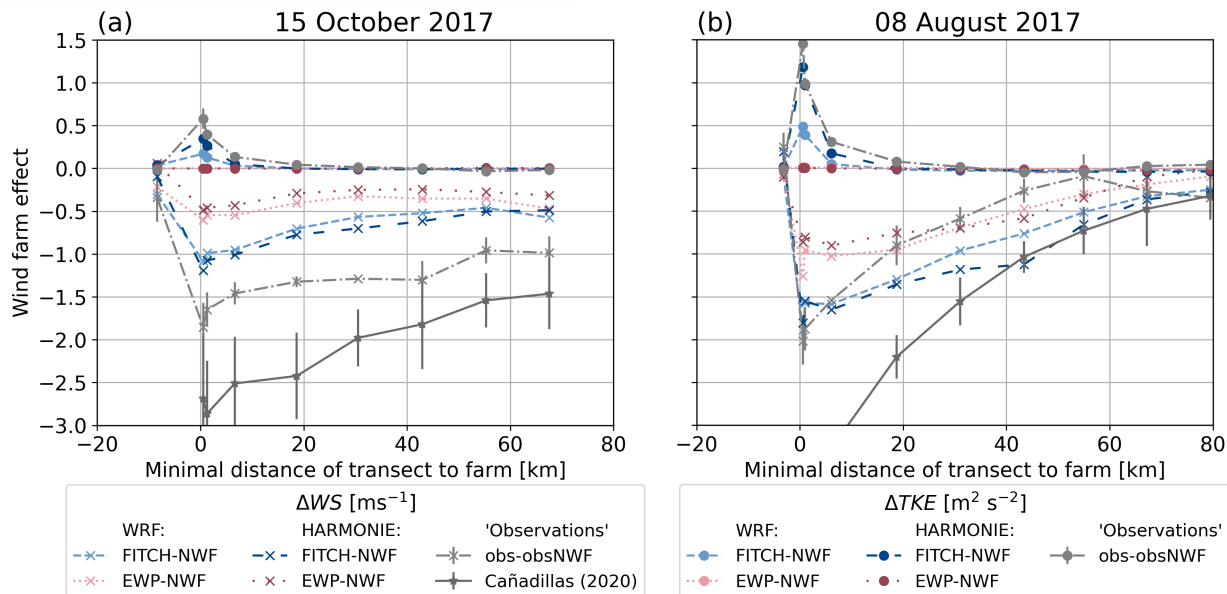 (a) 15 October 2017
(b) 08 August 2017
Wind farm effect
1.5
1.0
0.5
0.0
−0.5
−1.0
−1.5
−2.0
−2.5
−3.0
−20 0 20 40 60 80
−20 0 20 40 60 80
Minimal distance of transect to farm [km]
Minimal distance of transect to farm [km]
ΔWS [ms⁻¹]
WRF: HARMONIE: 'Observations'
FITCH-NWF FITCH-NWF obs-obsNWF
EWP-NWF EWP-NWF Cañadillas (2020)
ΔTKE [m² s⁻²]
WRF: HARMONIE: 'Observations'
FITCH-NWF FITCH-NWF obs-obsNWF
EWP-NWF EWP-NWF